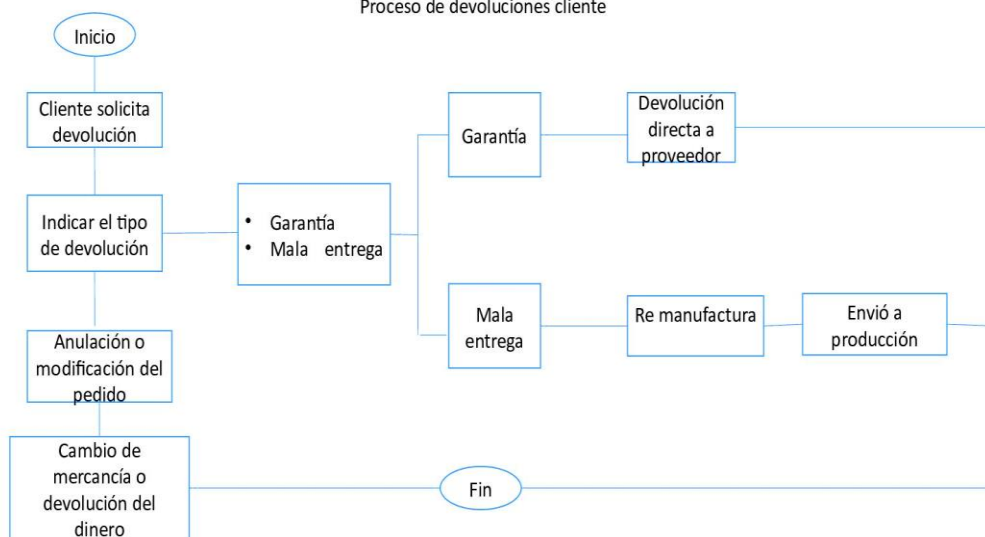 Proceso de devoluciones cliente
Inicio
Cliente solicita
devolución
Indicar el tipo
de devolución
• Garantía
• Mala entrega
Garantía
Devolución
directa a
proveedor
Mala
entrega
Re manufactura
Envió a
producción
Anulación o
modificación del
pedido
Cambio de
mercancía o
devolución del
dinero
Fin